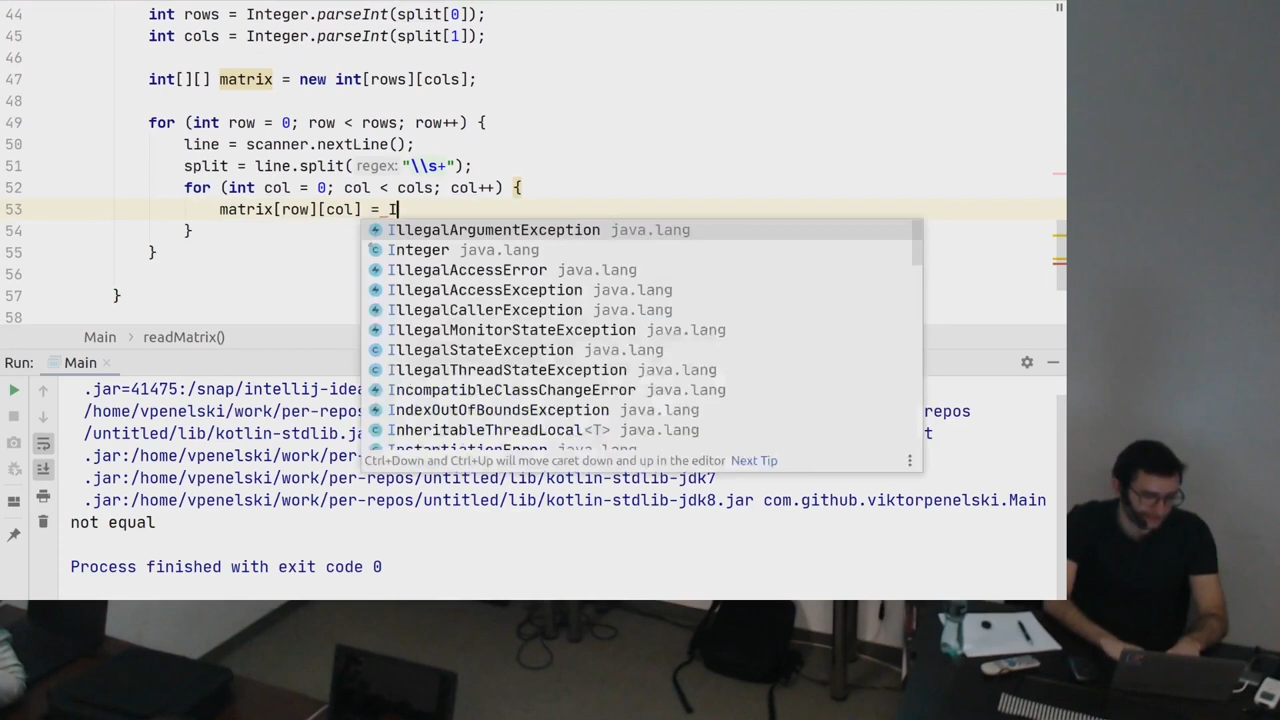 44 int rows = Integer.parseInt(split[0]);
45 int cols = Integer.parseInt(split[1]);
46
47 int[][] matrix = new int[rows][cols];
48
49 for (int row = 0; row < rows; row++) {
50 line = scanner.nextLine();
51 split = line.split( regex: "\\s+");
52 for (int col = 0; col < cols; col++) {
53 matrix[row][col] = I
54 }
55 }
56
57 }
58
IllegalArgumentException java.lang
Integer java.lang
IllegalAccessError java.lang
IllegalAccessException java.lang
IllegalCallerException java.lang
IllegalMonitorStateException java.lang
IllegalStateException java.lang
IllegalThreadStateException java.lang
IncompatibleClassChangeError java.lang
IndexOutOfBoundsException java.lang
InheritableThreadLocal<T> java.lang
InstantiationError java.lang
Ctrl+Down and Ctrl+Up will move caret down and up in the editor Next Tip
Main > readMatrix()
Run: Main
.jar=41475:/snap/intellij-idea
/home/vpenelski/work/per-repos epos
/untitled/lib/kotlin-stdlib.ja t
.jar:/home/vpenelski/work/per-
.jar:/home/vpenelski/work/per-repos/untitled/lib/kotlin-stdlib-jdk7
.jar:/home/vpenelski/work/per-repos/untitled/lib/kotlin-stdlib-jdk8.jar com.github.viktorpenelski.Main
not equal
Process finished with exit code 0